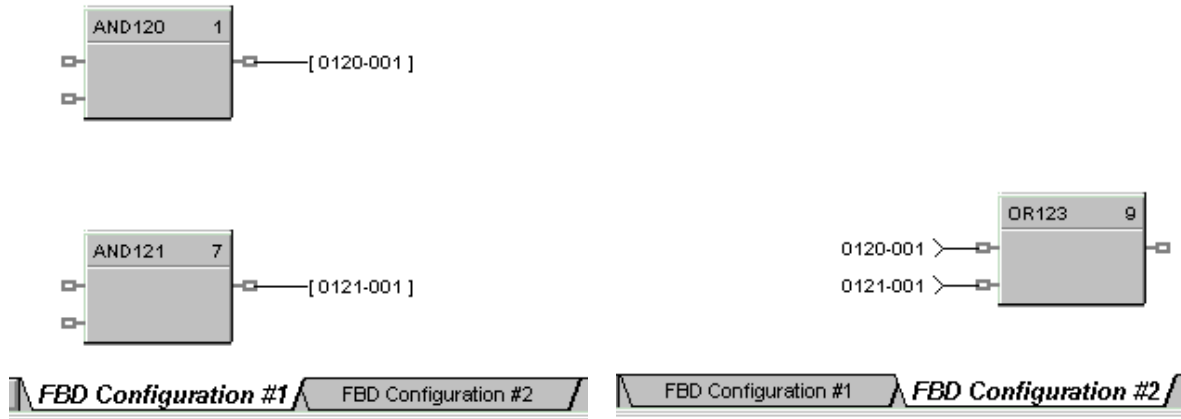 AND120 1
[ 0120-001 ]
AND121 7
[ 0121-001 ]
FBD Configuration #1 FBD Configuration #2
OR123 9
0120-001
0121-001
FBD Configuration #1 FBD Configuration #2